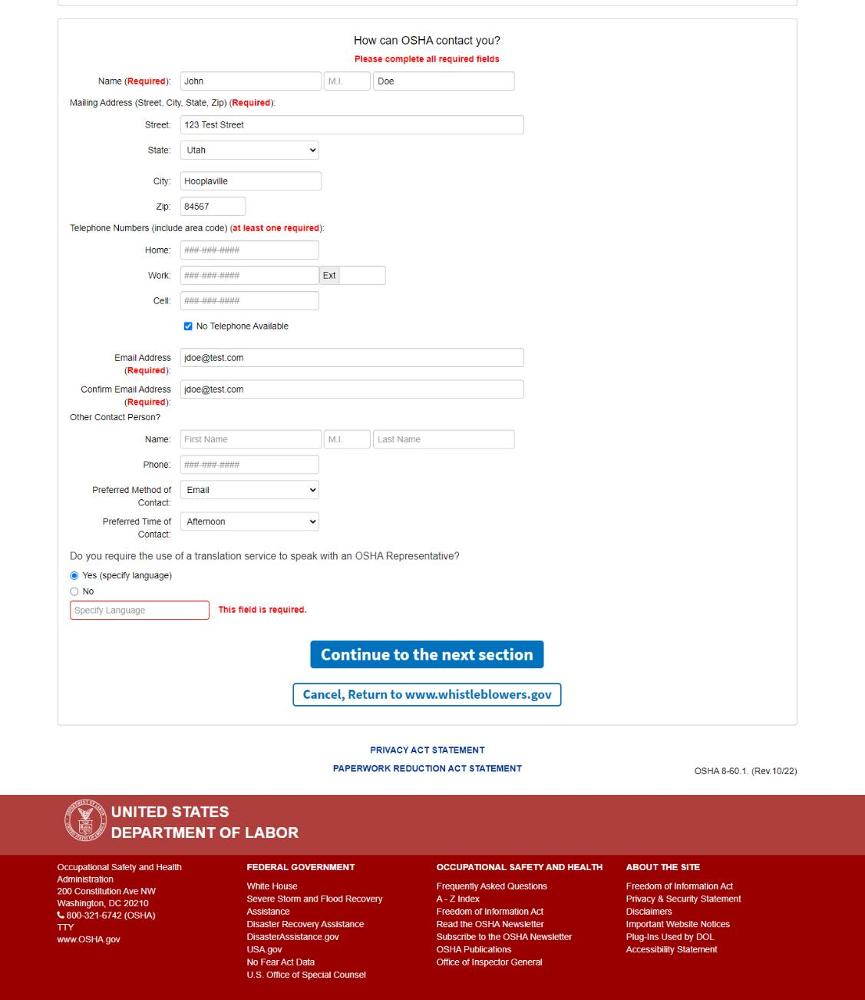 How can OSHA contact you?
Please complete all required fields
Name (Required): John M.I. Doe
Mailing Address (Street, City, State, Zip) (Required):
Street: 123 Test Street
State: Utah
City: Hooplaville
Zip: 84567
Telephone Numbers (include area code) (at least one required):
Home: ###-###-####
Work: ###-###-#### Ext
Cell: ###-###-####
No Telephone Available
Email Address (Required): jdoe@test.com
Confirm Email Address (Required): jdoe@test.com
Other Contact Person?
Name: First Name M.I. Last Name
Phone: ###-###-####
Preferred Method of Contact: Email
Preferred Time of Contact: Afternoon
Do you require the use of a translation service to speak with an OSHA Representative?
Yes (specify language)
No
Specify Language This field is required.
Continue to the next section
Cancel, Return to www.whistleblowers.gov
PRIVACY ACT STATEMENT
PAPERWORK REDUCTION ACT STATEMENT
OSHA 8-60.1. (Rev.10/22)
UNITED STATES
DEPARTMENT OF LABOR
Occupational Safety and Health
Administration
200 Constitution Ave NW
Washington, DC 20210
800-321-6742 (OSHA)
TTY
www.OSHA.gov
FEDERAL GOVERNMENT
White House
Severe Storm and Flood Recovery
Assistance
Disaster Recovery Assistance
DisasterAssistance.gov
USA.gov
No Fear Act Data
U.S. Office of Special Counsel
OCCUPATIONAL SAFETY AND HEALTH
Frequently Asked Questions
A - Z Index
Freedom of Information Act
Read the OSHA Newsletter
Subscribe to the OSHA Newsletter
OSHA Publications
Office of Inspector General
ABOUT THE SITE
Freedom of Information Act
Privacy & Security Statement
Disclaimers
Important Website Notices
Plug-Ins Used by DOL
Accessibility Statement